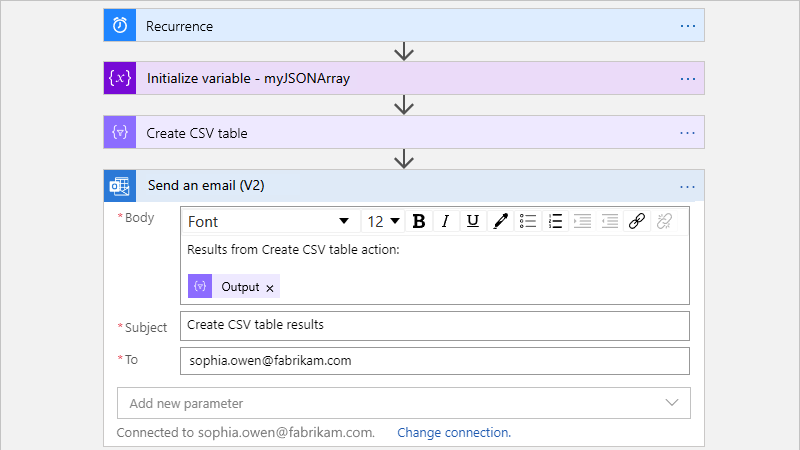 Recurrence
{x} Initialize variable - myJSONArray
Create CSV table
Send an email (V2)
* Body
Font 12 B I U
Results from Create CSV table action:
Output ×
* Subject Create CSV table results
* To sophia.owen@fabrikam.com
Add new parameter
Connected to sophia.owen@fabrikam.com. Change connection.